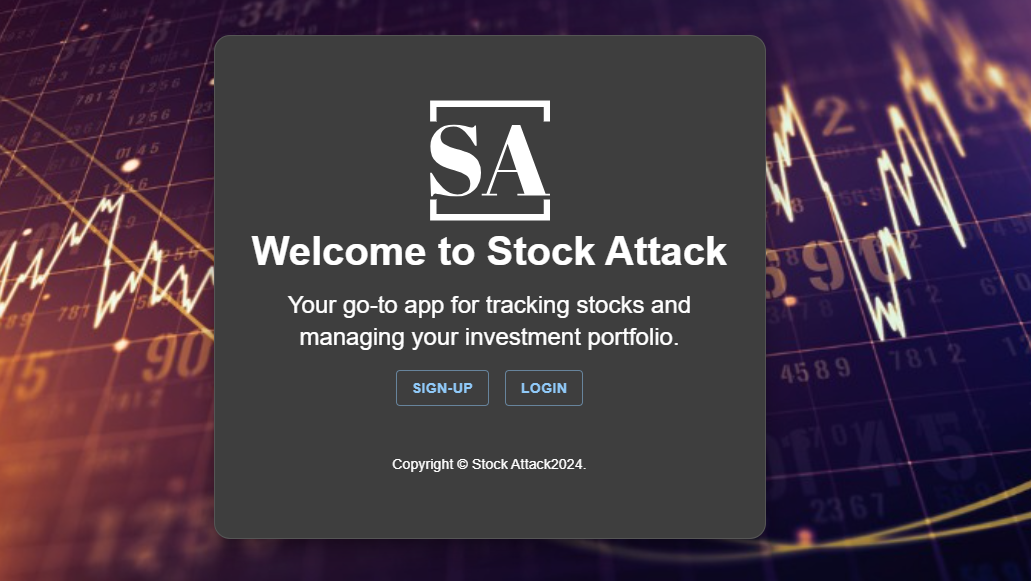 SA
Welcome to Stock Attack
Your go-to app for tracking stocks and
managing your investment portfolio.
SIGN-UP LOGIN
Copyright © Stock Attack2024.